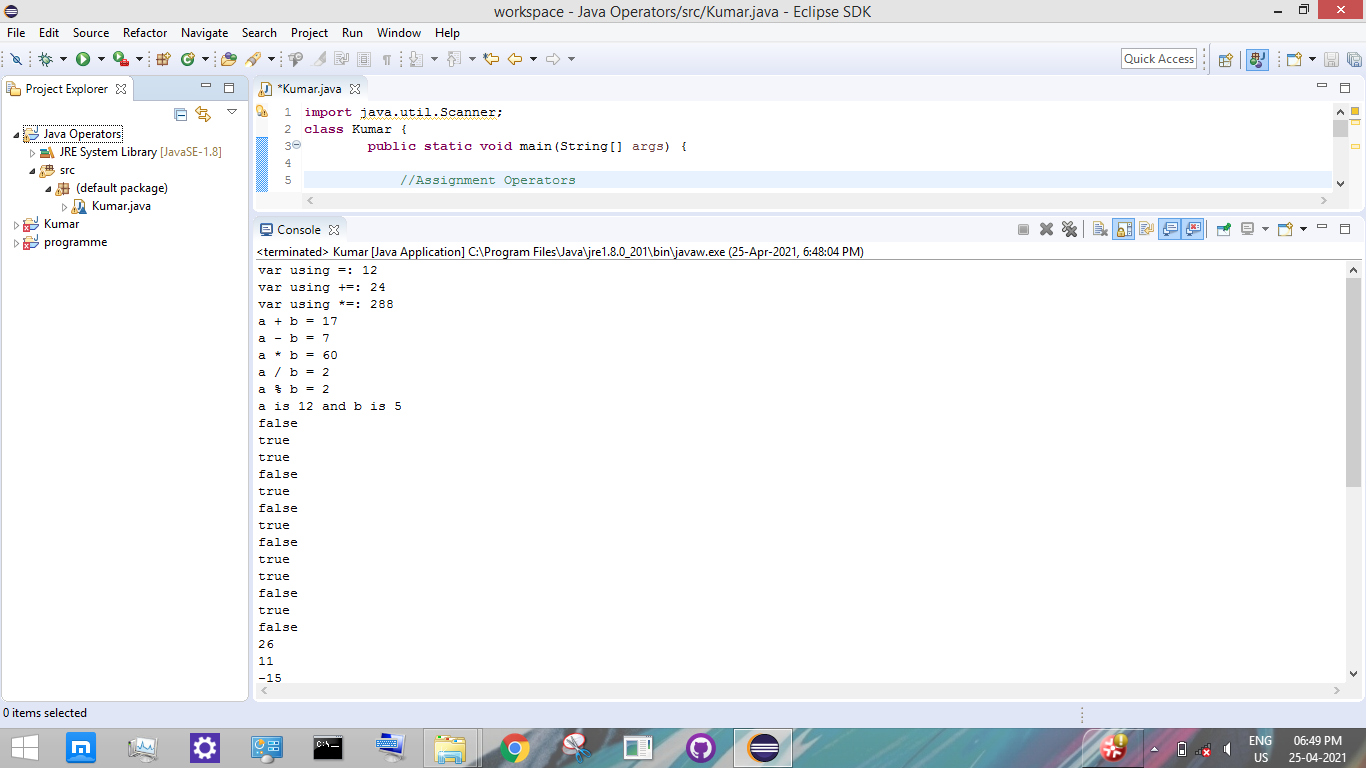 workspace - Java Operators/src/Kumar.java - Eclipse SDK
File Edit Source Refactor Navigate Search Project Run Window Help
Quick Access
Project Explorer
Java Operators
JRE System Library [JavaSE-1.8]
src
(default package)
Kumar.java
Kumar
programme
*Kumar.java
1 import java.util.Scanner;
2 class Kumar {
3 public static void main(String[] args) {
4
5 //Assignment Operators
Console
<terminated> Kumar [Java Application] C:\Program Files\Java\jre1.8.0_201\bin\javaw.exe (25-Apr-2021, 6:48:04 PM)
var using =: 12
var using +=: 24
var using *=: 288
a + b = 17
a - b = 7
a * b = 60
a / b = 2
a % b = 2
a is 12 and b is 5
false
true
true
false
true
false
true
false
true
true
false
true
false
26
11
-15
0 items selected
C:\_
ENG 06:49 PM
US 25-04-2021